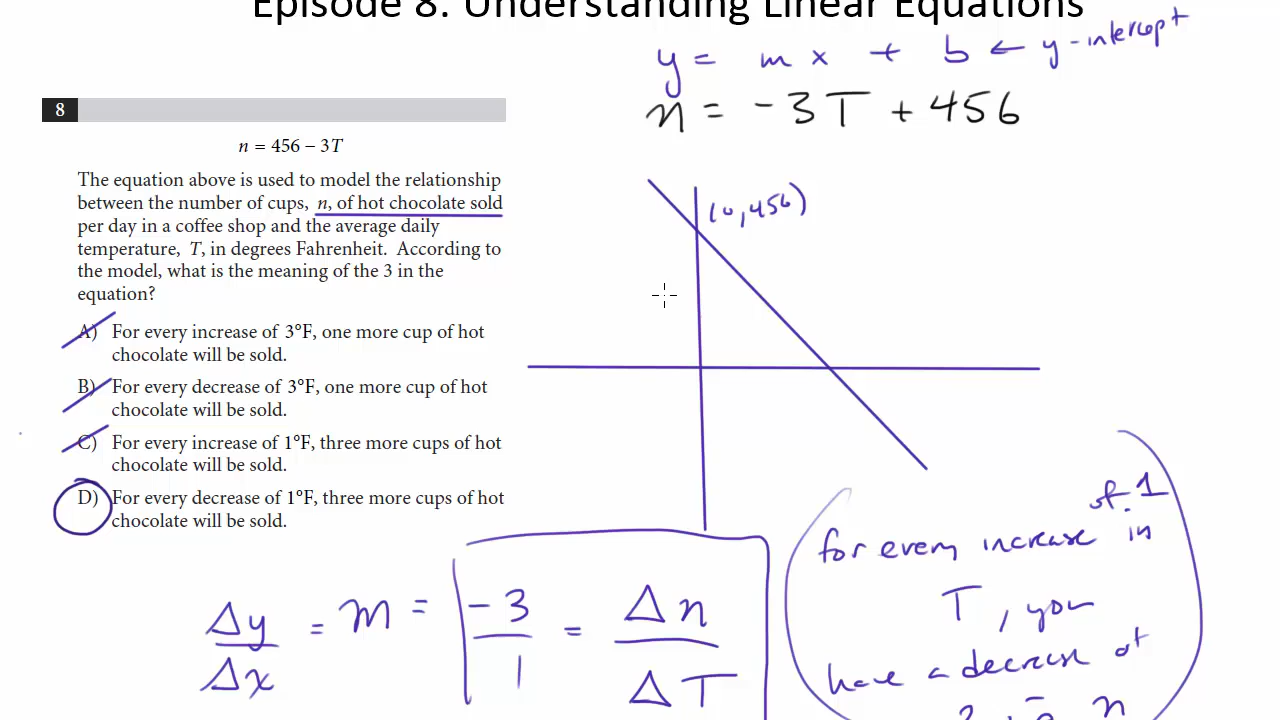 Episode 8: Understanding Linear Equations
y = m x + b ← y-intercept
n = -3T + 456
8
n = 456 − 3T
The equation above is used to model the relationship
between the number of cups, n, of hot chocolate sold
per day in a coffee shop and the average daily
temperature, T, in degrees Fahrenheit. According to
the model, what is the meaning of the 3 in the
equation?
A) For every increase of 3°F, one more cup of hot
chocolate will be sold.
B) For every decrease of 3°F, one more cup of hot
chocolate will be sold.
C) For every increase of 1°F, three more cups of hot
chocolate will be sold.
D) For every decrease of 1°F, three more cups of hot
chocolate will be sold.
(0,456)
Δy/Δx = m = -3/1 = Δn/ΔT
of 1
for every increase in
T, you
have a decrease of
n